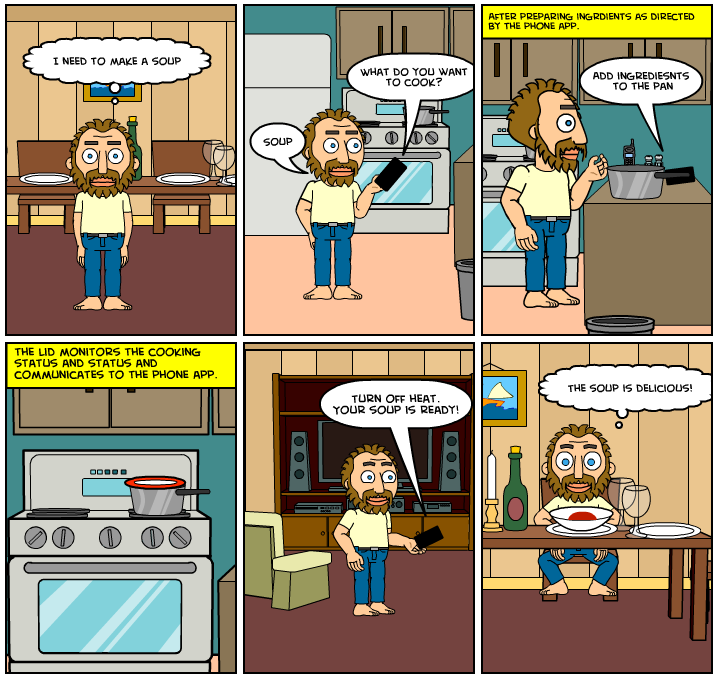 I NEED TO MAKE A SOUP
WHAT DO YOU WANT
TO COOK?
SOUP
AFTER PREPARING INGRDIENTS AS DIRECTED
BY THE PHONE APP.
ADD INGREDIESNTS
TO THE PAN
THE LID MONITORS THE COOKING
STATUS AND STATUS AND
COMMUNICATES TO THE PHONE APP.
TURN OFF HEAT.
YOUR SOUP IS READY!
THE SOUP IS DELICIOUS!